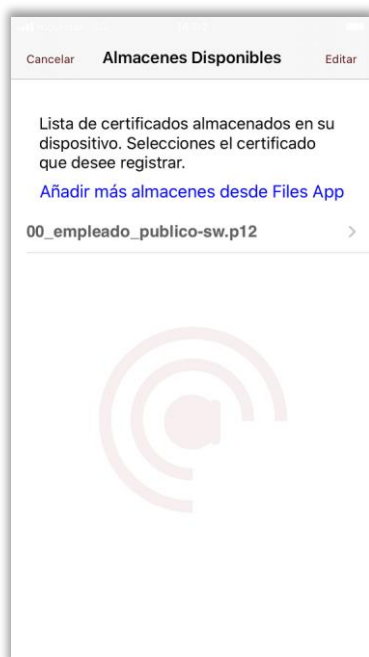 Cancelar Almacenes Disponibles Editar
Lista de certificados almacenados en su
dispositivo. Selecciones el certificado
que desee registrar.
Añadir más almacenes desde Files App
00_empleado_publico-sw.p12